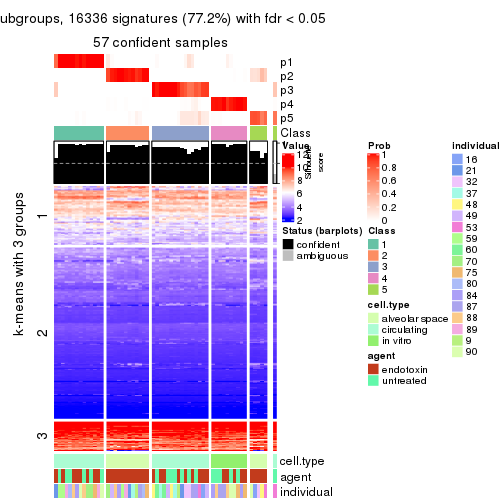 ubgroups, 16336 signatures (77.2%) with fdr < 0.05
57 confident samples
p1
p2
p3
p4
p5
Class
Silhouette
score
k-means with 3 groups
1
2
3
cell.type
agent
individual
Value
12
10
8
6
4
2
Status (barplots)
confident
ambiguous
Prob
1
0.8
0.6
0.4
0.2
0
Class
1
2
3
4
5
cell.type
alveolar space
circulating
in vitro
agent
endotoxin
untreated
individual
16
21
32
37
48
49
53
59
60
70
75
80
84
87
88
89
9
90